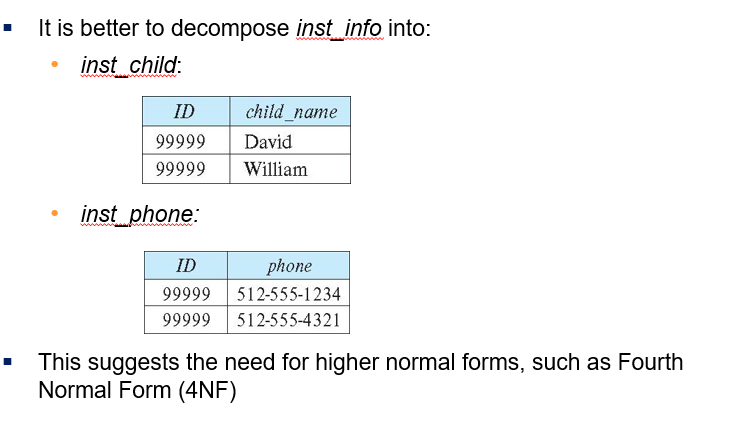 It is better to decompose inst_info into:
inst_child:
ID child_name
99999 David
99999 William
inst_phone:
ID phone
99999 512-555-1234
99999 512-555-4321
This suggests the need for higher normal forms, such as Fourth
Normal Form (4NF)